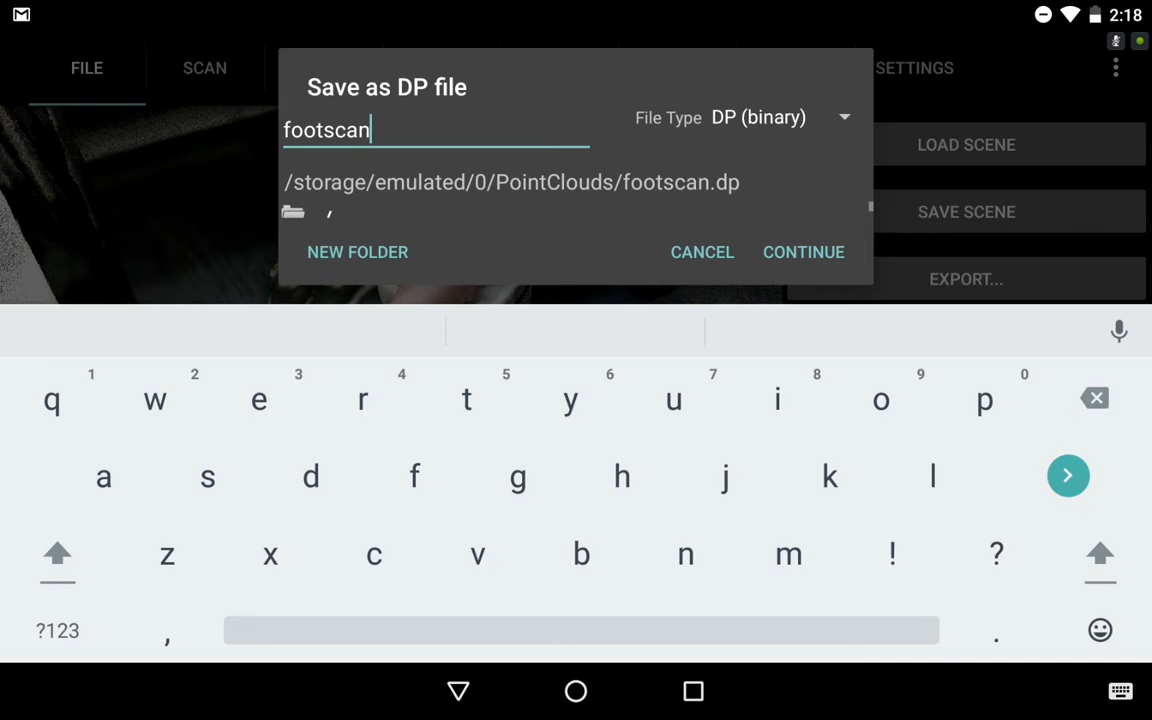 2:18
FILE
SCAN
SETTINGS
Save as DP file
footscan
File Type DP (binary)
/storage/emulated/0/PointClouds/footscan.dp
NEW FOLDER
CANCEL
CONTINUE
LOAD SCENE
SAVE SCENE
EXPORT...
1 2 3 4 5 6 7 8 9 0
q w e r t y u i o p
a s d f g h j k l
z x c v b n m ! ?
?123 , .